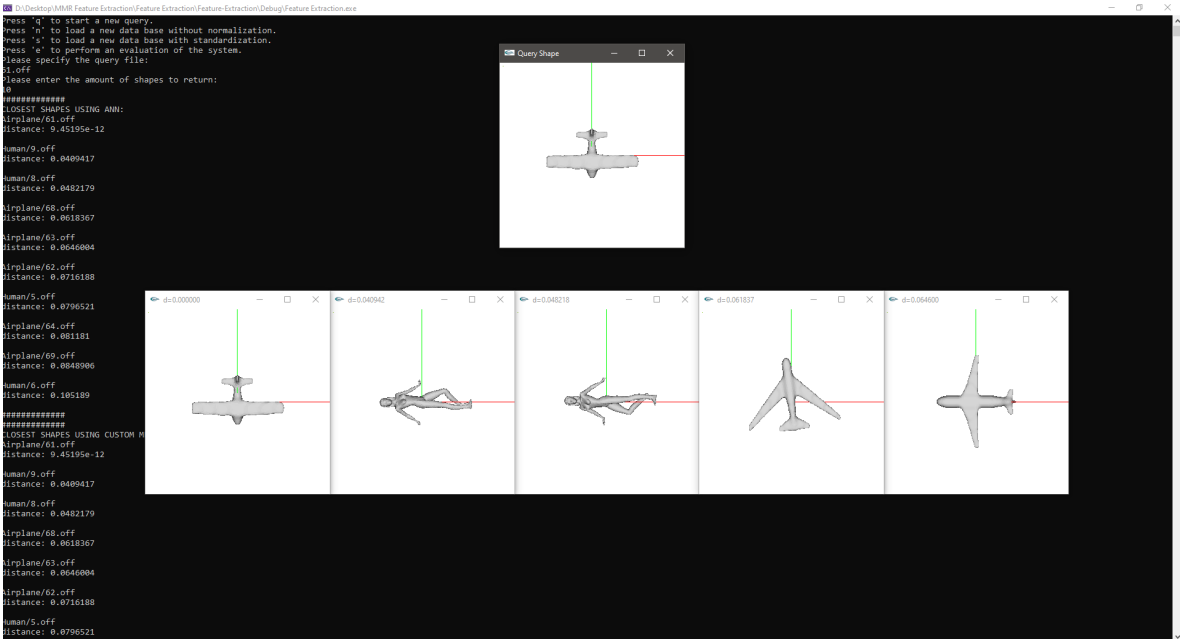 D:\Desktop\MMR Feature Extraction\Feature Extraction\Feature-Extraction\Debug\Feature Extraction.exe
Press 'q' to start a new query.
Press 'n' to load a new data base without normalization.
Press 's' to load a new data base with standardization.
Press 'e' to perform an evaluation of the system.
Please specify the query file:
61.off
Please enter the amount of shapes to return:
10
#############
CLOSEST SHAPES USING ANN:
Airplane/61.off
distance: 9.45195e-12
Human/9.off
distance: 0.0409417
Human/8.off
distance: 0.0482179
Airplane/68.off
distance: 0.0618367
Airplane/63.off
distance: 0.0646004
Airplane/62.off
distance: 0.0716188
Human/5.off
distance: 0.0796521
Airplane/64.off
distance: 0.081181
Airplane/69.off
distance: 0.0848906
Human/6.off
distance: 0.105189
#############
#############
CLOSEST SHAPES USING CUSTOM M
Airplane/61.off
distance: 9.45195e-12
Human/9.off
distance: 0.0409417
Human/8.off
distance: 0.0482179
Airplane/68.off
distance: 0.0618367
Airplane/63.off
distance: 0.0646004
Airplane/62.off
distance: 0.0716188
Human/5.off
distance: 0.0796521
Query Shape
d=0.000000
d=0.040942
d=0.048218
d=0.061837
d=0.064600